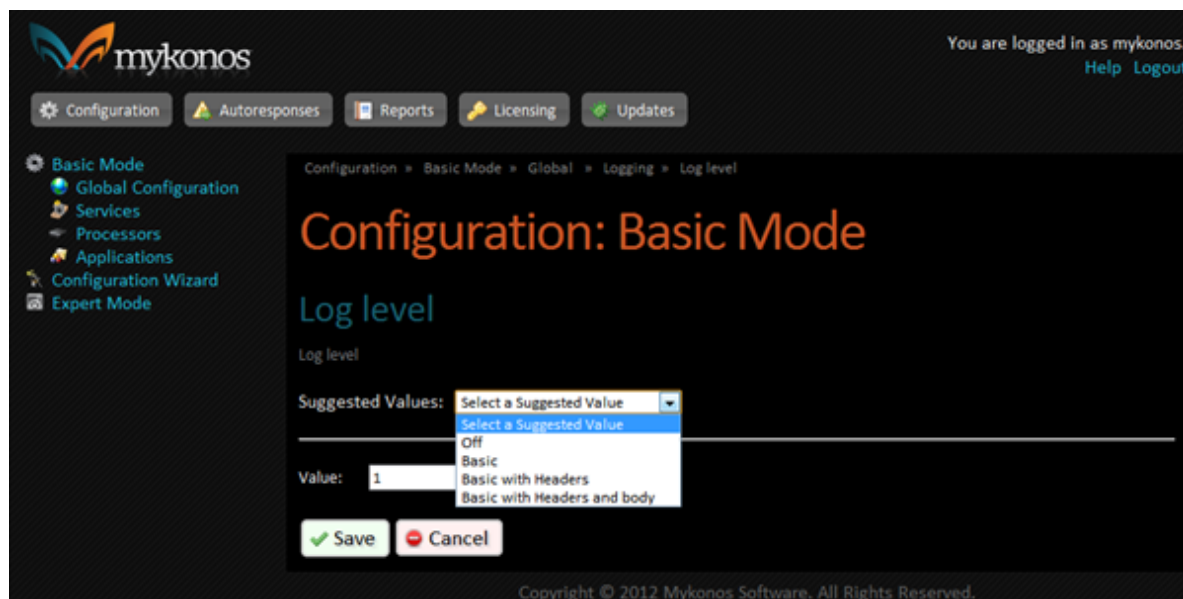 mykonos
You are logged in as mykonos.
Help Logout
Configuration
Autoresponses
Reports
Licensing
Updates
Basic Mode
Global Configuration
Services
Processors
Applications
Configuration Wizard
Expert Mode
Configuration » Basic Mode » Global » Logging » Log level
Configuration: Basic Mode
Log level
Log level
Suggested Values: Select a Suggested Value
Select a Suggested Value
Off
Basic
Basic with Headers
Basic with Headers and body
Value: 1
Save
Cancel
Copyright © 2012 Mykonos Software. All Rights Reserved.